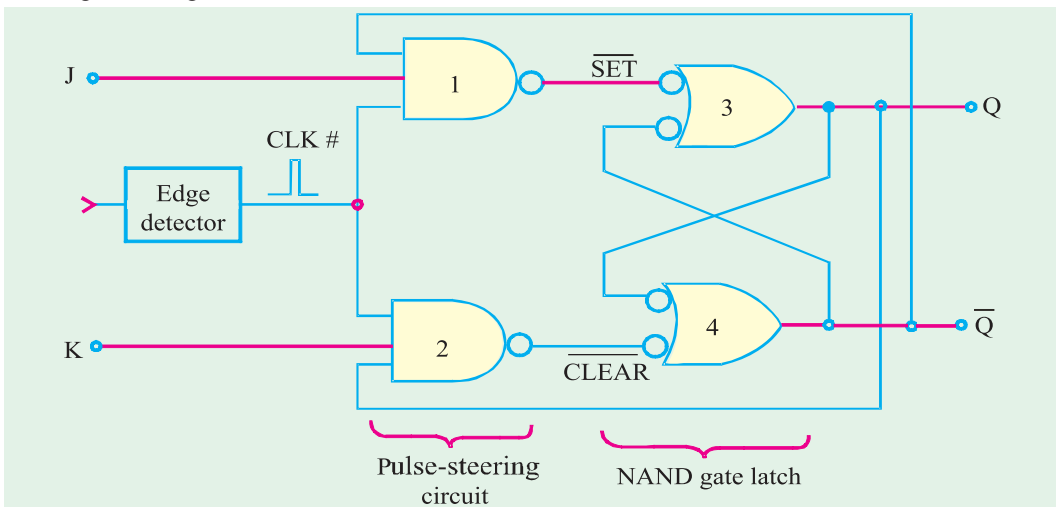 J
1
SET
3
Q
CLK #
Edge
detector
K
2
CLEAR
4
Q
Pulse-steering
circuit
NAND gate latch